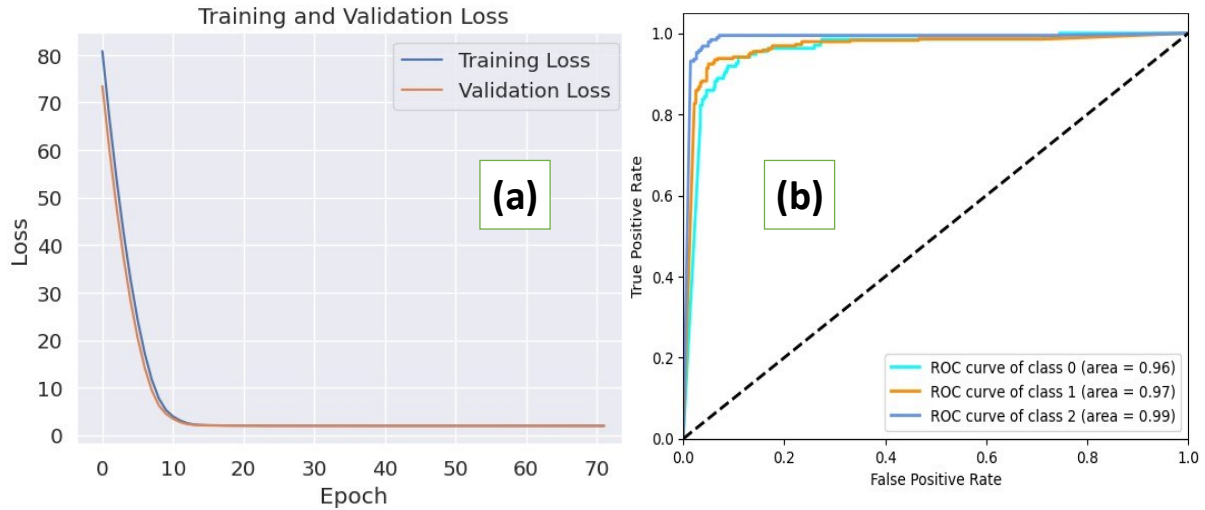 Training and Validation Loss
80
70
60
50
40
30
20
10
0
Loss
Training Loss
Validation Loss
(a)
0 10 20 30 40 50 60 70
Epoch
1.0
0.8
0.6
0.4
0.2
0.0
True Positive Rate
(b)
ROC curve of class 0 (area = 0.96)
ROC curve of class 1 (area = 0.97)
ROC curve of class 2 (area = 0.99)
0.0 0.2 0.4 0.6 0.8 1.0
False Positive Rate